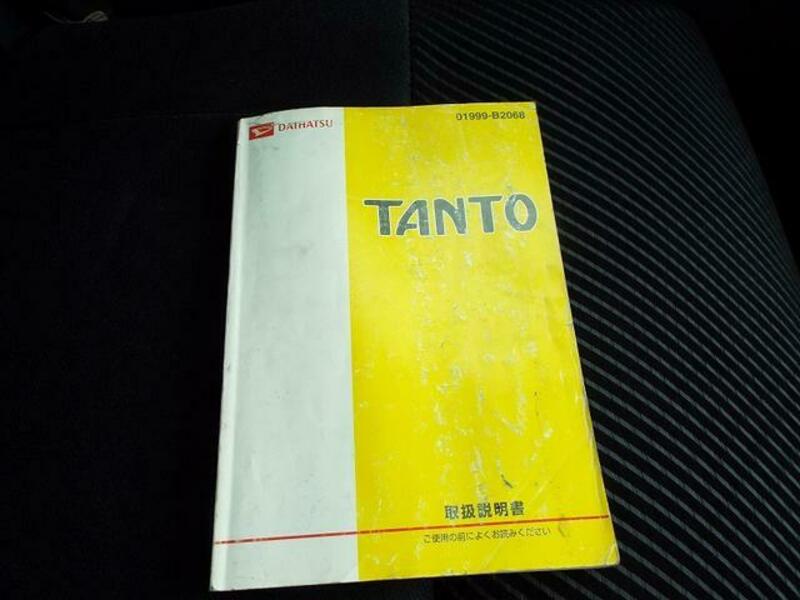 DAIHATSU
01999-B2068
TANTO
取扱説明書
ご使用の前によくお読みください